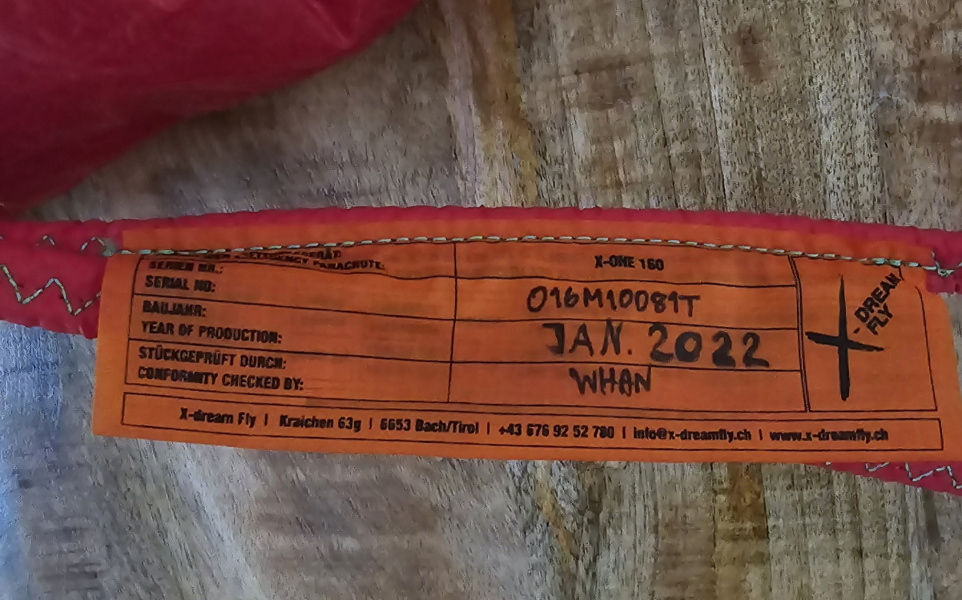 PARACHUTE:
X-ONE 160
SERIEN NR.:
SERIAL NO:
016M10081T
BAUJAHR:
YEAR OF PRODUCTION:
JAN. 2022
STÜCKGEPRÜFT DURCH:
CONFORMITY CHECKED BY:
WHAN
X-DREAM
FLY
X-dream Fly | Kraichen 63g | 6653 Bach/Tirol | +43 676 92 52 780 | info@x-dreamfly.ch | www.x-dreamfly.ch